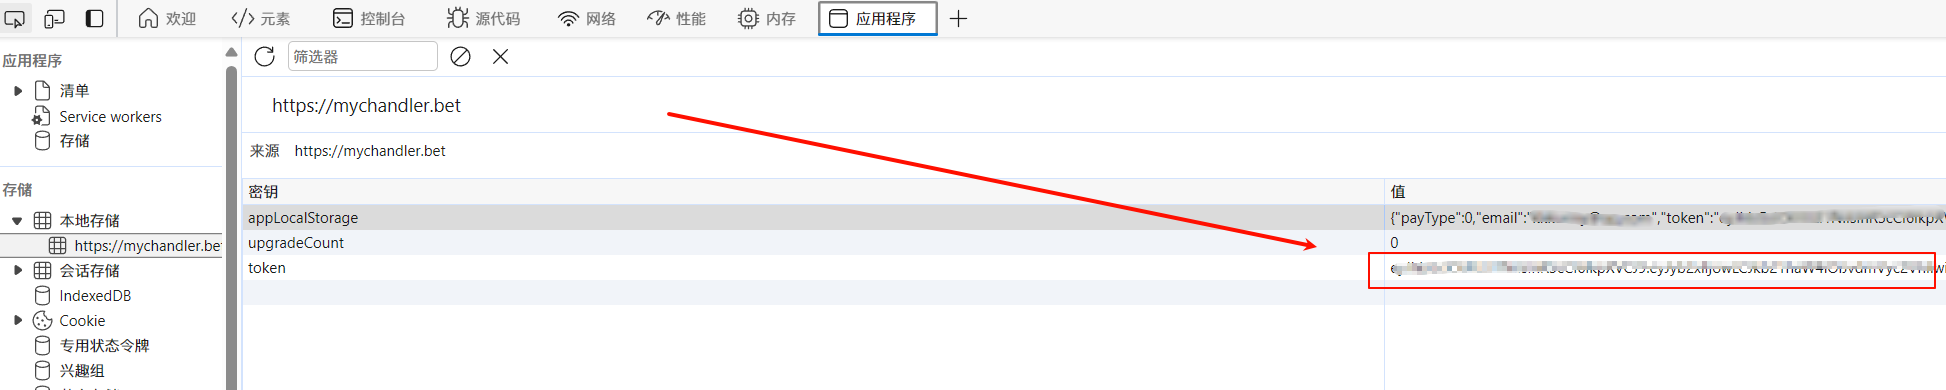 欢迎 元素 控制台 源代码 网络 性能 内存 应用程序
应用程序
筛选器
清单
https://mychandler.bet
Service workers
存储
来源 https://mychandler.bet
存储
密钥 值
本地存储
appLocalStorage {"payType":0,"email":" ","token":"
https://mychandler.be
upgradeCount 0
会话存储
token
IndexedDB
Cookie
专用状态令牌
兴趣组